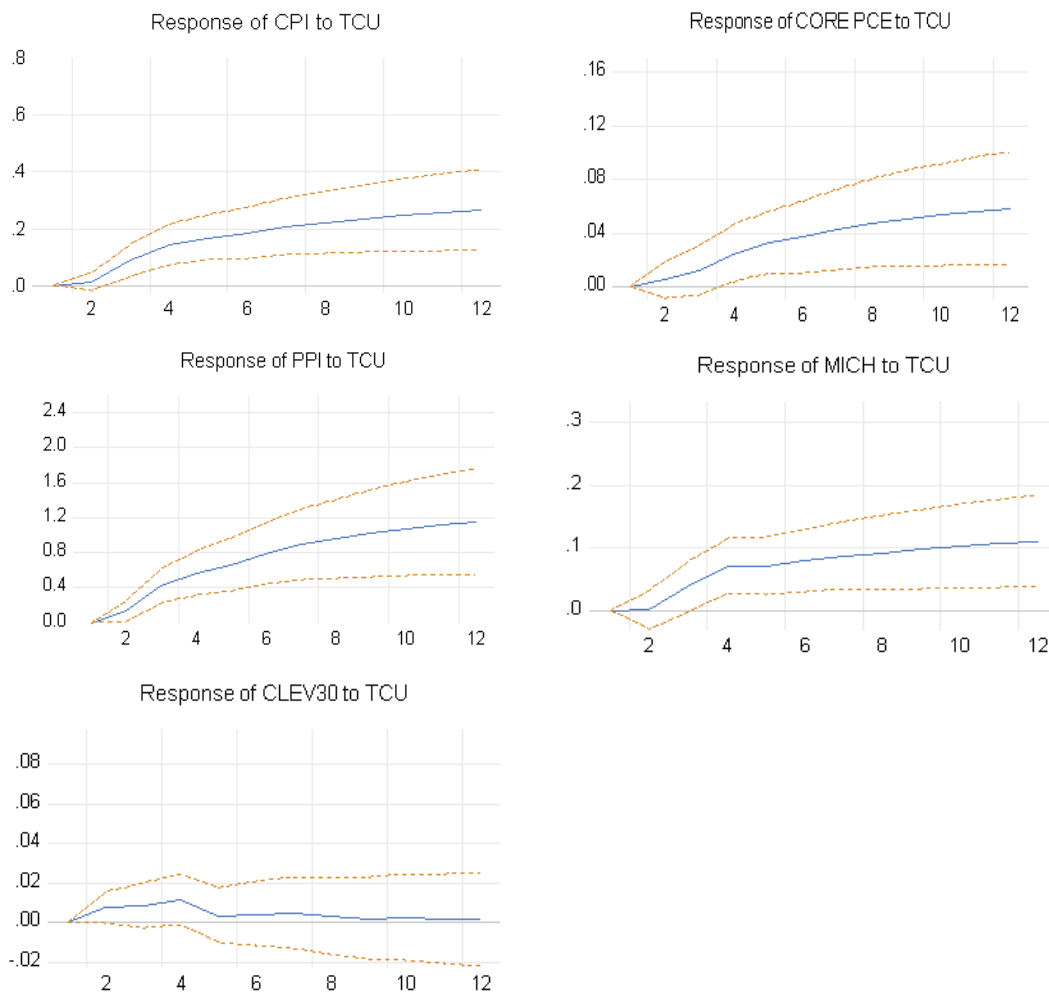 Response of CPI to TCU
.8
.6
.4
.2
.0
2 4 6 8 10 12
Response of CORE PCE to TCU
.16
.12
.08
.04
.00
2 4 6 8 10 12
Response of PPI to TCU
2.4
2.0
1.6
1.2
0.8
0.4
0.0
2 4 6 8 10 12
Response of MICH to TCU
.3
.2
.1
.0
2 4 6 8 10 12
Response of CLEV30 to TCU
.08
.06
.04
.02
.00
-.02
2 4 6 8 10 12